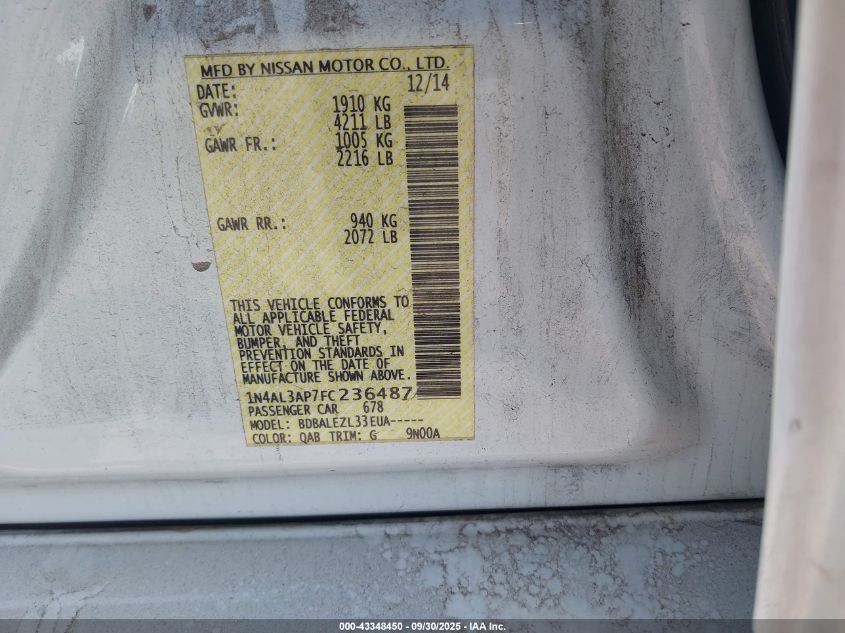 MFD BY NISSAN MOTOR CO., LTD.
DATE: 12/14
GVWR: 1910 KG
4211 LB
GAWR FR.: 1005 KG
2216 LB
GAWR RR.: 940 KG
2072 LB
THIS VEHICLE CONFORMS TO
ALL APPLICABLE FEDERAL
MOTOR VEHICLE SAFETY,
BUMPER, AND THEFT
PREVENTION STANDARDS IN
EFFECT ON THE DATE OF
MANUFACTURE SHOWN ABOVE.
1N4AL3AP7FC236487
PASSENGER CAR 678
MODEL: BDBALEZL33EUA-----
COLOR: QAB TRIM: G 9N00A
000-43348450 - 09/30/2025 - IAA Inc.